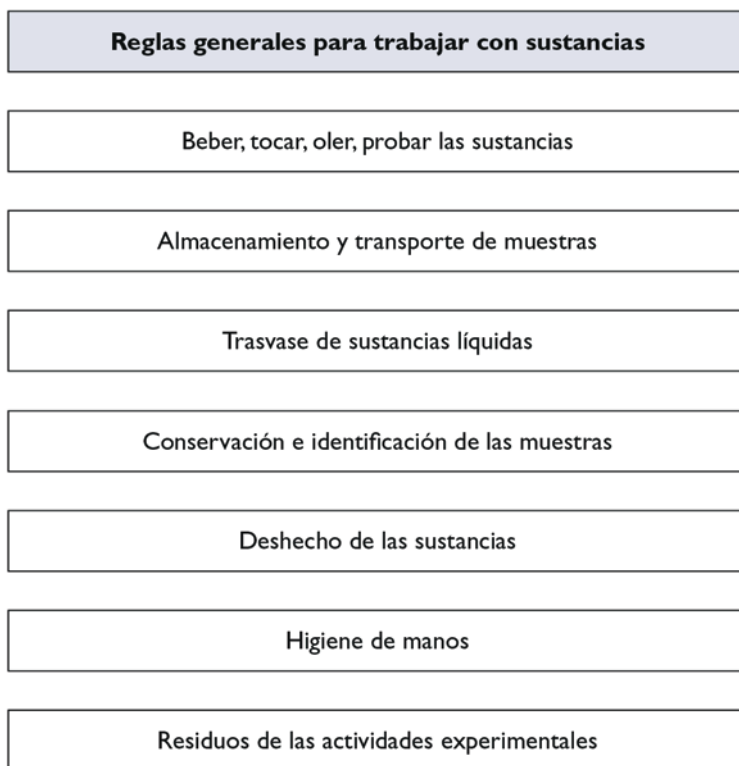 Reglas generales para trabajar con sustancias
Beber, tocar, oler, probar las sustancias
Almacenamiento y transporte de muestras
Trasvase de sustancias líquidas
Conservación e identificación de las muestras
Deshecho de las sustancias
Higiene de manos
Residuos de las actividades experimentales